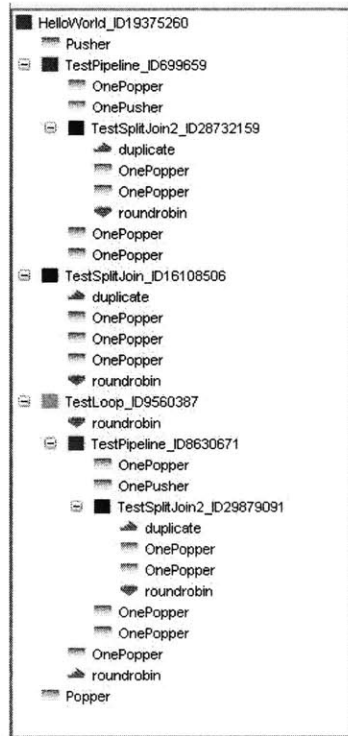 HelloWorld_ID19375260
Pusher
TestPipeline_ID699659
OnePopper
OnePusher
TestSplitJoin2_ID28732159
duplicate
OnePopper
OnePopper
roundrobin
OnePopper
OnePopper
TestSplitJoin_ID16108506
duplicate
OnePopper
OnePopper
OnePopper
roundrobin
TestLoop_ID9560387
roundrobin
TestPipeline_ID8630671
OnePopper
OnePusher
TestSplitJoin2_ID29879091
duplicate
OnePopper
OnePopper
roundrobin
OnePopper
OnePopper
OnePopper
roundrobin
Popper